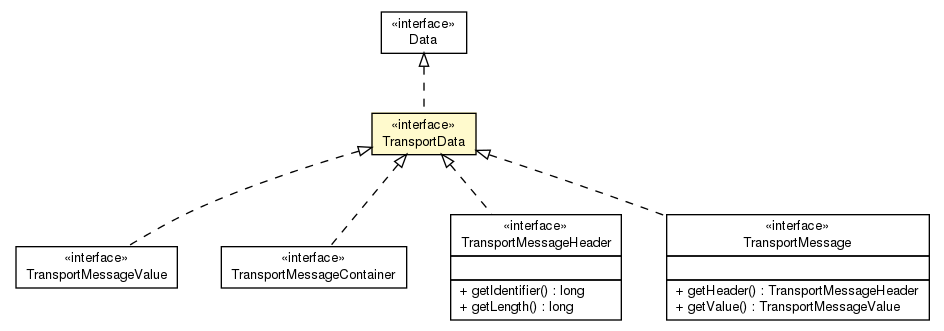 «interface»
Data
«interface»
TransportData
«interface»
TransportMessageValue
«interface»
TransportMessageContainer
«interface»
TransportMessageHeader
+ getIdentifier() : long
+ getLength() : long
«interface»
TransportMessage
+ getHeader() : TransportMessageHeader
+ getValue() : TransportMessageValue